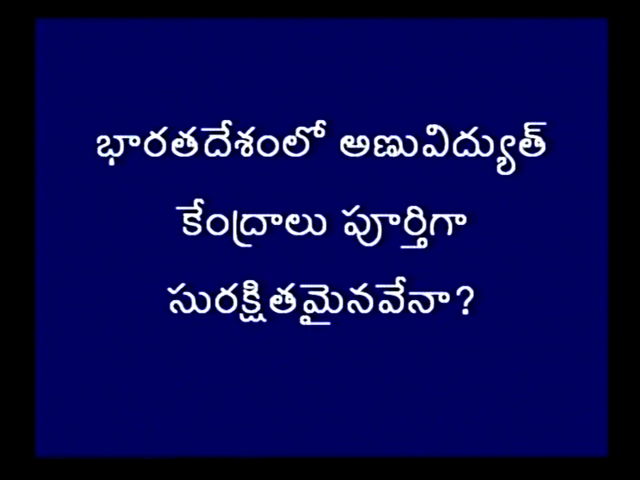 భారతదేశంలో అణువిద్యుత్
కేంద్రాలు పూర్తిగా
సురక్షితమైనవేనా?